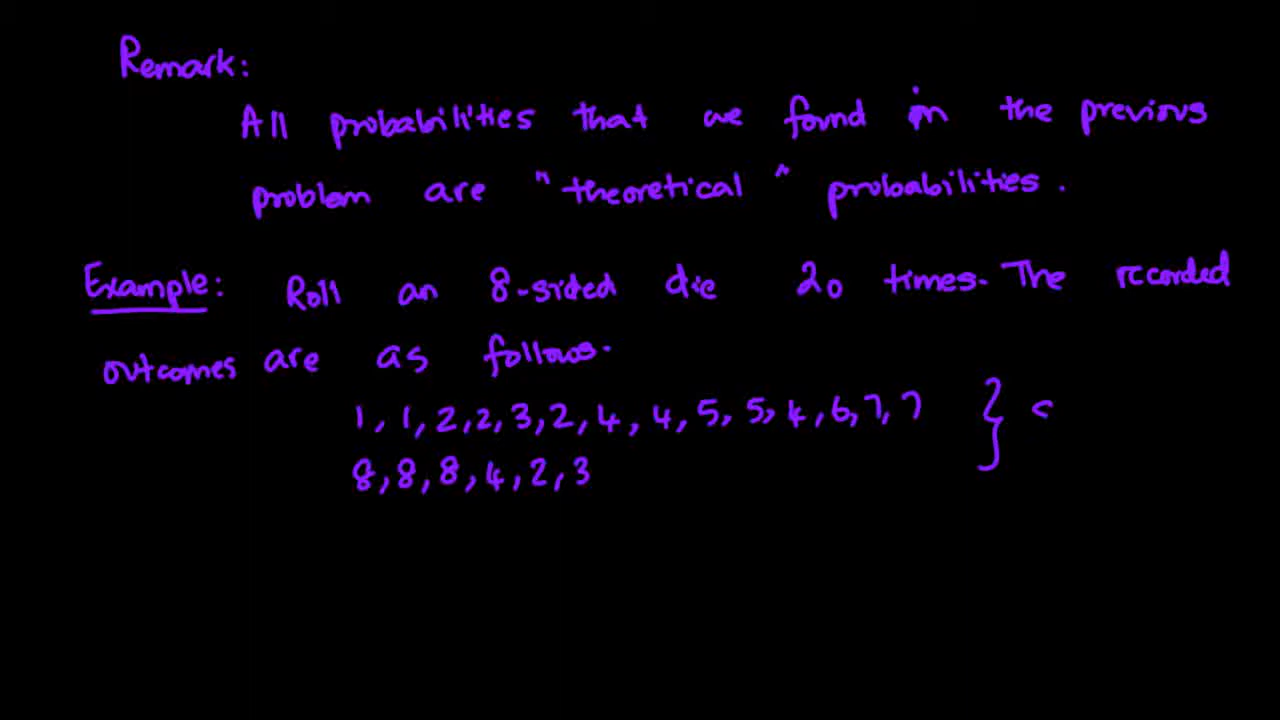 Remark:
All probabilities that we found in the previous
problem are "theoretical" probabilities.
Example: Roll an 8-sided die 20 times. The recorded
outcomes are as follows.
1, 1, 2, 2, 3, 2, 4, 4, 5, 5, 4, 6, 7, 7 } c
8, 8, 8, 4, 2, 3